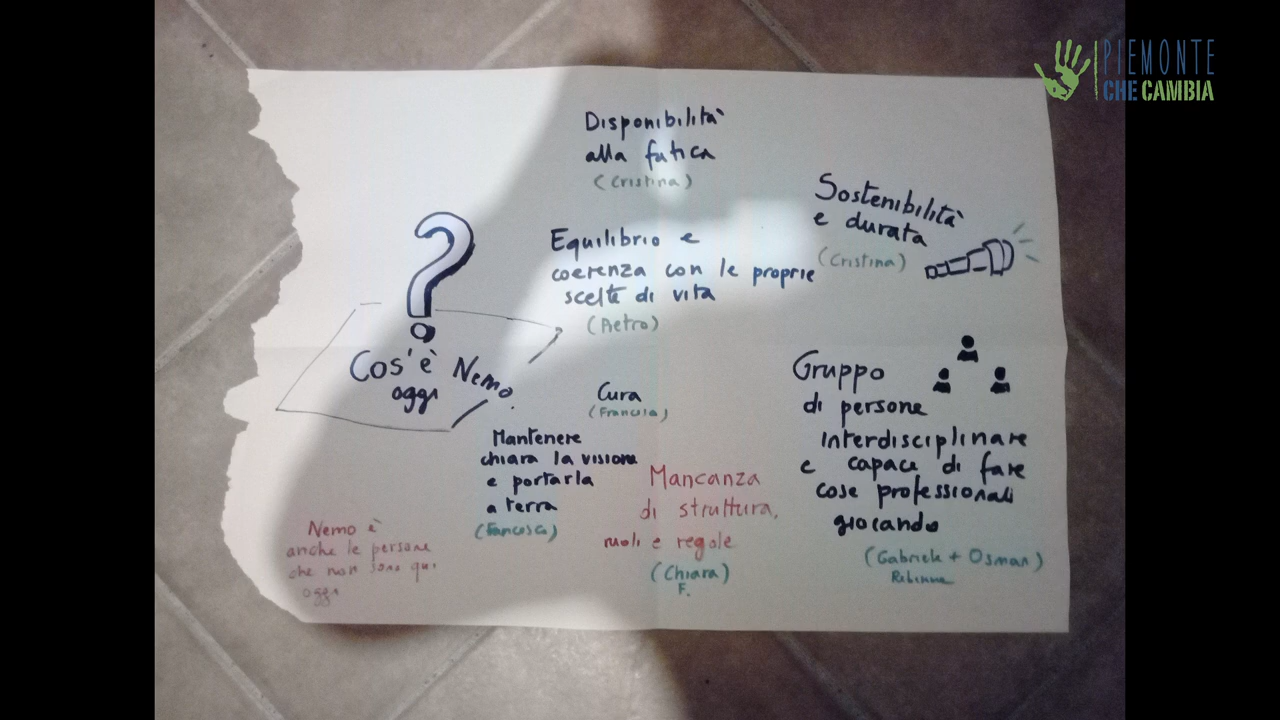 PIEMONTE
CHE CAMBIA
Disponibilità
alla fatica
(Cristina)
Sostenibilità
e durata
(Cristina)
Equilibrio e
coerenza con le proprie
scelte di vita
(Pietro)
?
Cos'è Nemo
oggi
Cura
Gruppo
di persone
interdisciplinare
e capace di fare
cose professionali
giocando
(Gabriele + Osman)
Mantenere
chiara la visione
e portarla
a terra
(Francesca)
Mancanza
di struttura,
ruoli e regole
(Chiara)
F.
Nemo è
anche le persone
che non sono qui
oggi